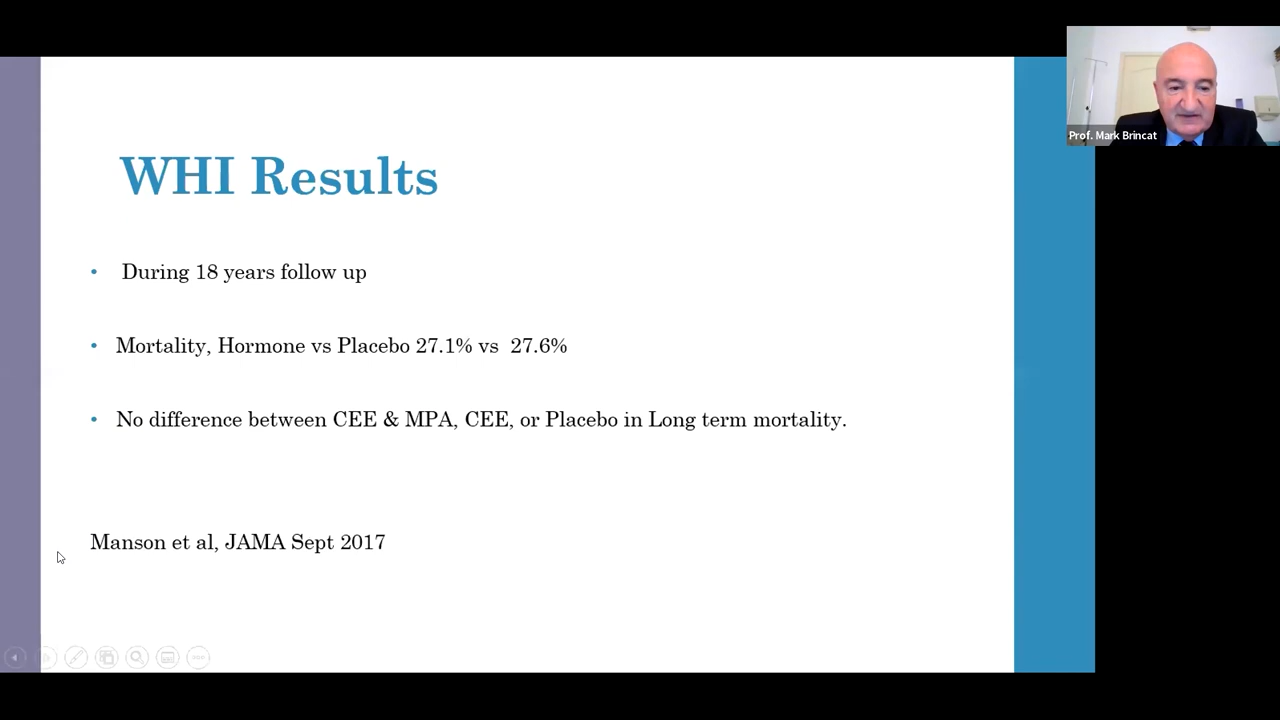 Prof. Mark Brincat
WHI Results
• During 18 years follow up
• Mortality, Hormone vs Placebo 27.1% vs 27.6%
• No difference between CEE & MPA, CEE, or Placebo in Long term mortality.
Manson et al, JAMA Sept 2017